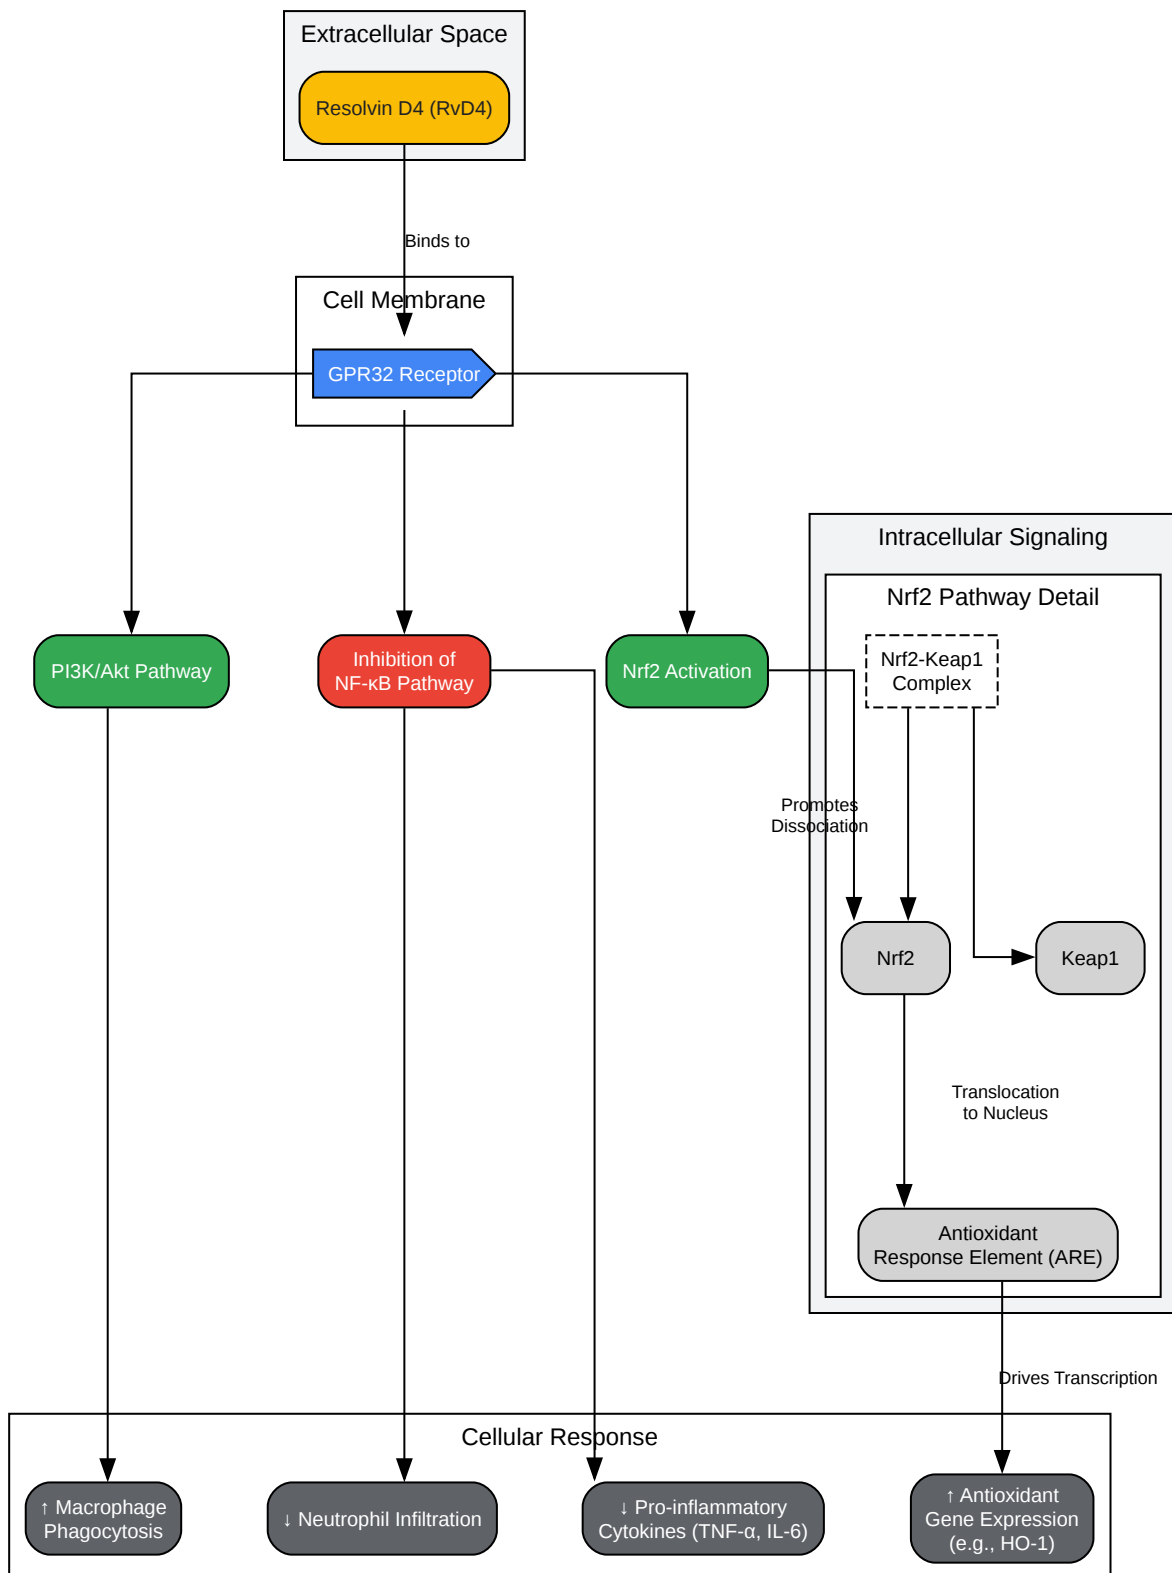 Extracellular Space
Resolvin D4 (RvD4)
Binds to
Cell Membrane
GPR32 Receptor
Intracellular Signaling
Nrf2 Pathway Detail
PI3K/Akt Pathway
Inhibition of
NF-κB Pathway
Nrf2 Activation
Nrf2-Keap1
Complex
Promotes
Dissociation
Nrf2
Keap1
Translocation
to Nucleus
Antioxidant
Response Element (ARE)
Drives Transcription
Cellular Response
↑ Macrophage
Phagocytosis
↓ Neutrophil Infiltration
↓ Pro-inflammatory
Cytokines (TNF-α, IL-6)
↑ Antioxidant
Gene Expression
(e.g., HO-1)